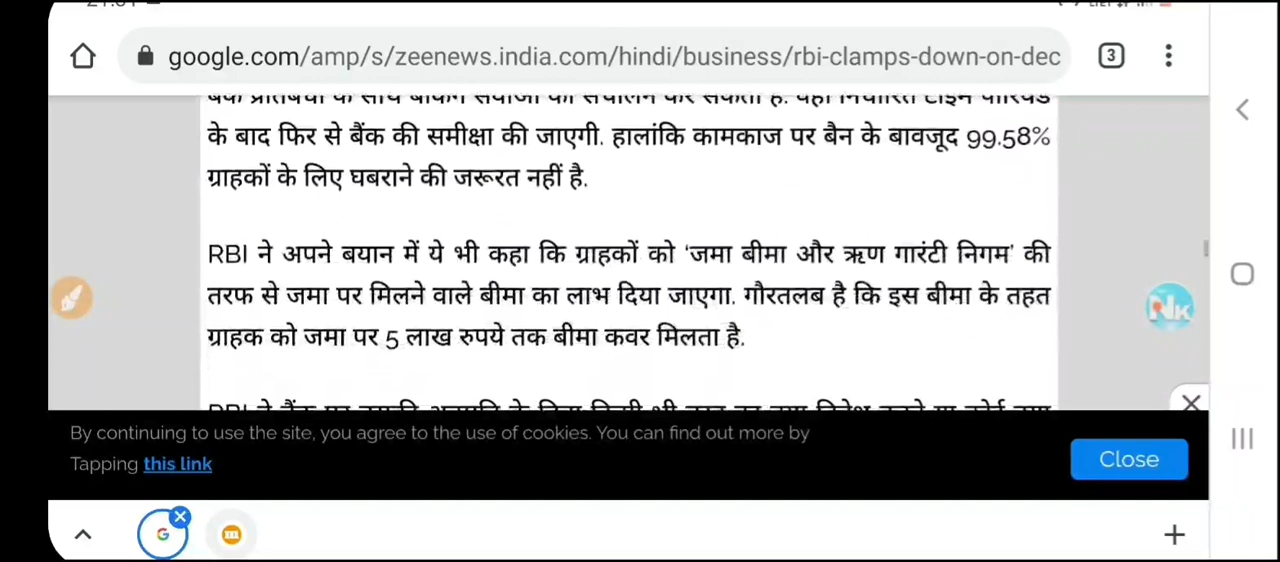 google.com/amp/s/zeenews.india.com/hindi/business/rbi-clamps-down-on-dec
3
के बाद फिर से बैंक की समीक्षा की जाएगी. हालांकि कामकाज पर बैन के बावजूद 99.58%
ग्राहकों के लिए घबराने की जरूरत नहीं है.
RBI ने अपने बयान में ये भी कहा कि ग्राहकों को 'जमा बीमा और ऋण गारंटी निगम' की
तरफ से जमा पर मिलने वाले बीमा का लाभ दिया जाएगा. गौरतलब है कि इस बीमा के तहत
ग्राहक को जमा पर 5 लाख रुपये तक बीमा कवर मिलता है.
By continuing to use the site, you agree to the use of cookies. You can find out more by
Tapping this link
Close